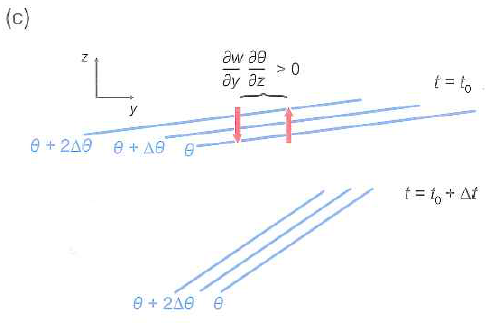 (c)
z
y
∂w/∂y ∂θ/∂z > 0
t = t₀
θ + 2Δθ θ + Δθ θ
t = t₀ + Δt
θ + 2Δθ θ